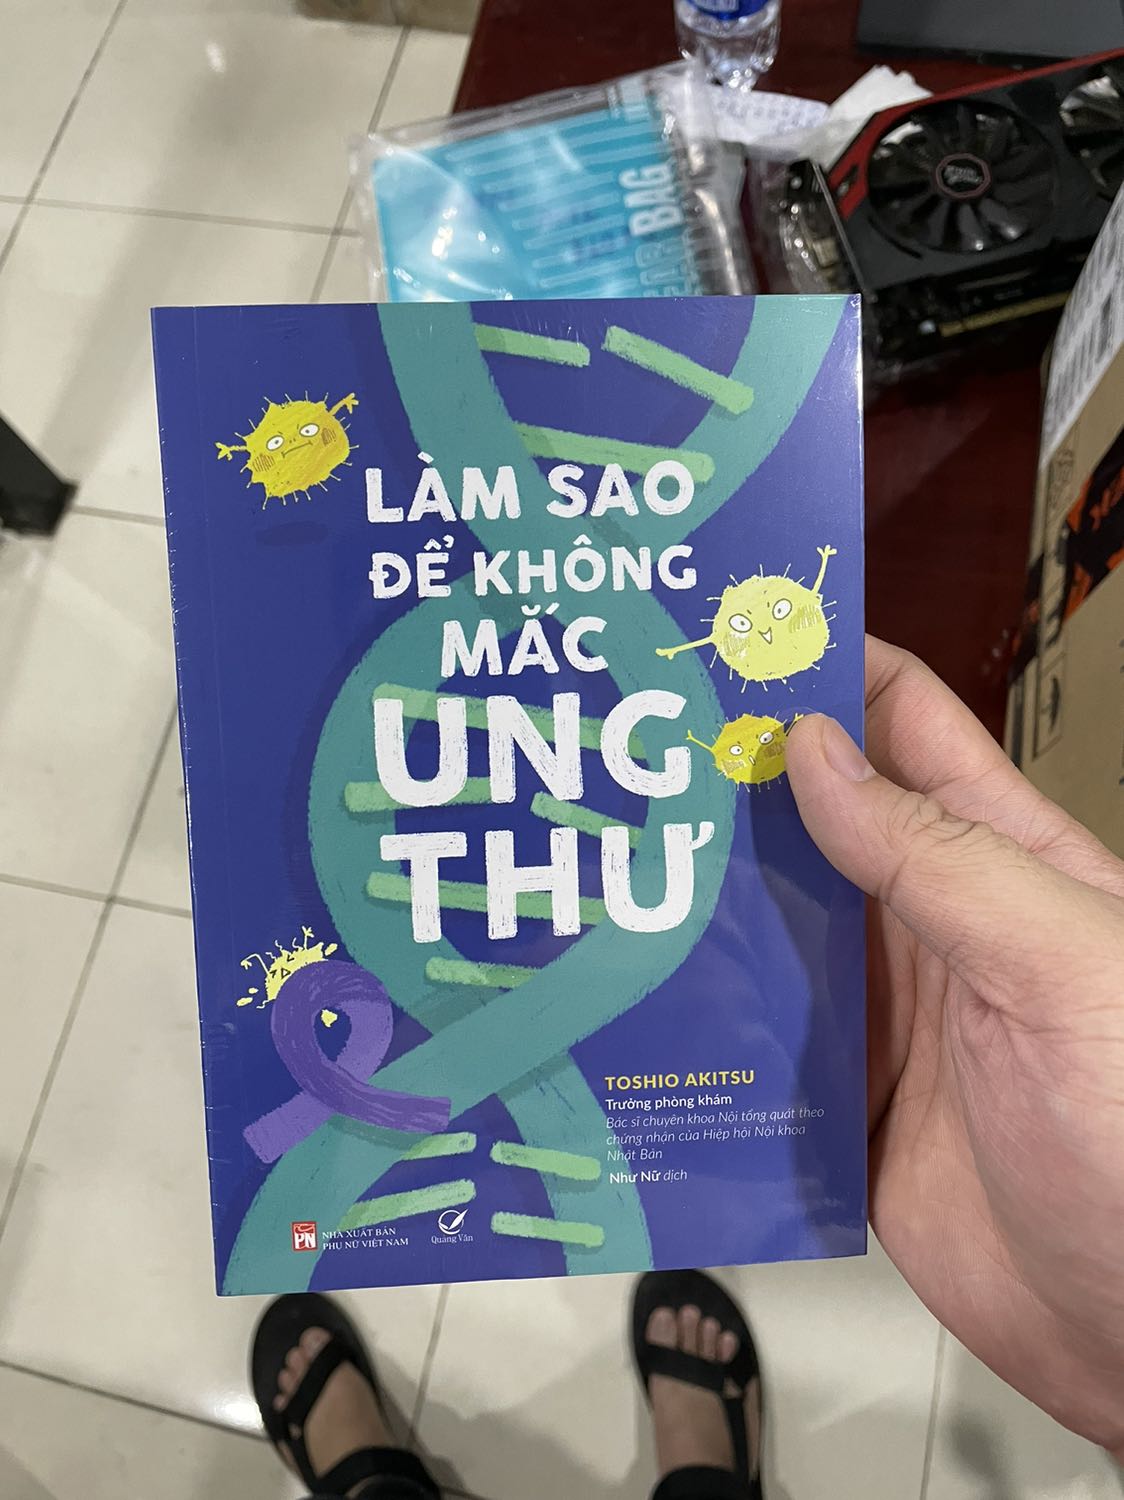 BAG
LÀM SAO
ĐỂ KHÔNG
MẮC
UNG
THƯ
TOSHIO AKITSU
Trưởng phòng khám
Bác sĩ chuyên khoa Nội tổng quát theo
chứng nhận của Hiệp hội Nội khoa
Nhật Bản
Như Nữ dịch
PN
NHÀ XUẤT BẢN
PHỤ NỮ VIỆT NAM
Quảng Văn